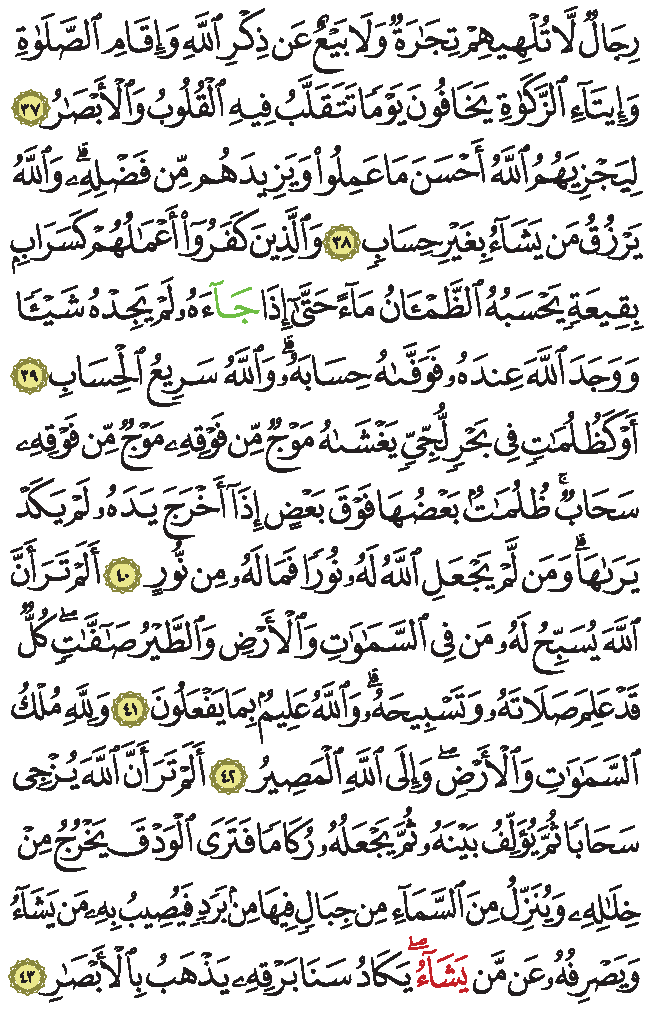 رِجَالٌ لَّا تُلْهِيهِمْ تِجَٰرَةٌ وَلَا بَيْعٌ عَن ذِكْرِ ٱللَّهِ وَإِقَامِ ٱلصَّلَوٰةِ
وَإِيتَآءِ ٱلزَّكَوٰةِ يَخَافُونَ يَوْمًا تَتَقَلَّبُ فِيهِ ٱلْقُلُوبُ وَٱلْأَبْصَٰرُ ٣٧
لِيَجْزِيَهُمُ ٱللَّهُ أَحْسَنَ مَا عَمِلُوا۟ وَيَزِيدَهُم مِّن فَضْلِهِۦ ۗ وَٱللَّهُ
يَرْزُقُ مَن يَشَآءُ بِغَيْرِ حِسَابٍ ٣٨ وَٱلَّذِينَ كَفَرُوٓا۟ أَعْمَٰلُهُمْ كَسَرَابٍۭ
بِقِيعَةٍ يَحْسَبُهُ ٱلظَّمْـَٔانُ مَآءً حَتَّىٰٓ إِذَا جَآءَهُۥ لَمْ يَجِدْهُ شَيْـًٔا
وَوَجَدَ ٱللَّهَ عِندَهُۥ فَوَفَّىٰهُ حِسَابَهُۥ ۗ وَٱللَّهُ سَرِيعُ ٱلْحِسَابِ ٣٩
أَوْ كَظُلُمَٰتٍ فِى بَحْرٍ لُّجِّىٍّ يَغْشَىٰهُ مَوْجٌ مِّن فَوْقِهِۦ مَوْجٌ مِّن فَوْقِهِۦ
سَحَابٌ ۚ ظُلُمَٰتٌۢ بَعْضُهَا فَوْقَ بَعْضٍ إِذَآ أَخْرَجَ يَدَهُۥ لَمْ يَكَدْ
يَرَىٰهَا ۗ وَمَن لَّمْ يَجْعَلِ ٱللَّهُ لَهُۥ نُورًا فَمَا لَهُۥ مِن نُّورٍ ٤٠ أَلَمْ تَرَ أَنَّ
ٱللَّهَ يُسَبِّحُ لَهُۥ مَن فِى ٱلسَّمَٰوَٰتِ وَٱلْأَرْضِ وَٱلطَّيْرُ صَٰٓفَّٰتٍ ۖ كُلٌّ
قَدْ عَلِمَ صَلَاتَهُۥ وَتَسْبِيحَهُۥ ۗ وَٱللَّهُ عَلِيمٌۢ بِمَا يَفْعَلُونَ ٤١ وَلِلَّهِ مُلْكُ
ٱلسَّمَٰوَٰتِ وَٱلْأَرْضِ ۖ وَإِلَى ٱللَّهِ ٱلْمَصِيرُ ٤٢ أَلَمْ تَرَ أَنَّ ٱللَّهَ يُزْجِى
سَحَابًا ثُمَّ يُؤَلِّفُ بَيْنَهُۥ ثُمَّ يَجْعَلُهُۥ رُكَامًا فَتَرَى ٱلْوَدْقَ يَخْرُجُ مِنْ
خِلَٰلِهِۦ وَيُنَزِّلُ مِنَ ٱلسَّمَآءِ مِن جِبَالٍ فِيهَا مِنۢ بَرَدٍ فَيُصِيبُ بِهِۦ مَن يَشَآءُ
وَيَصْرِفُهُۥ عَن مَّن يَشَآءُ ۖ يَكَادُ سَنَا بَرْقِهِۦ يَذْهَبُ بِٱلْأَبْصَٰرِ ٤٣